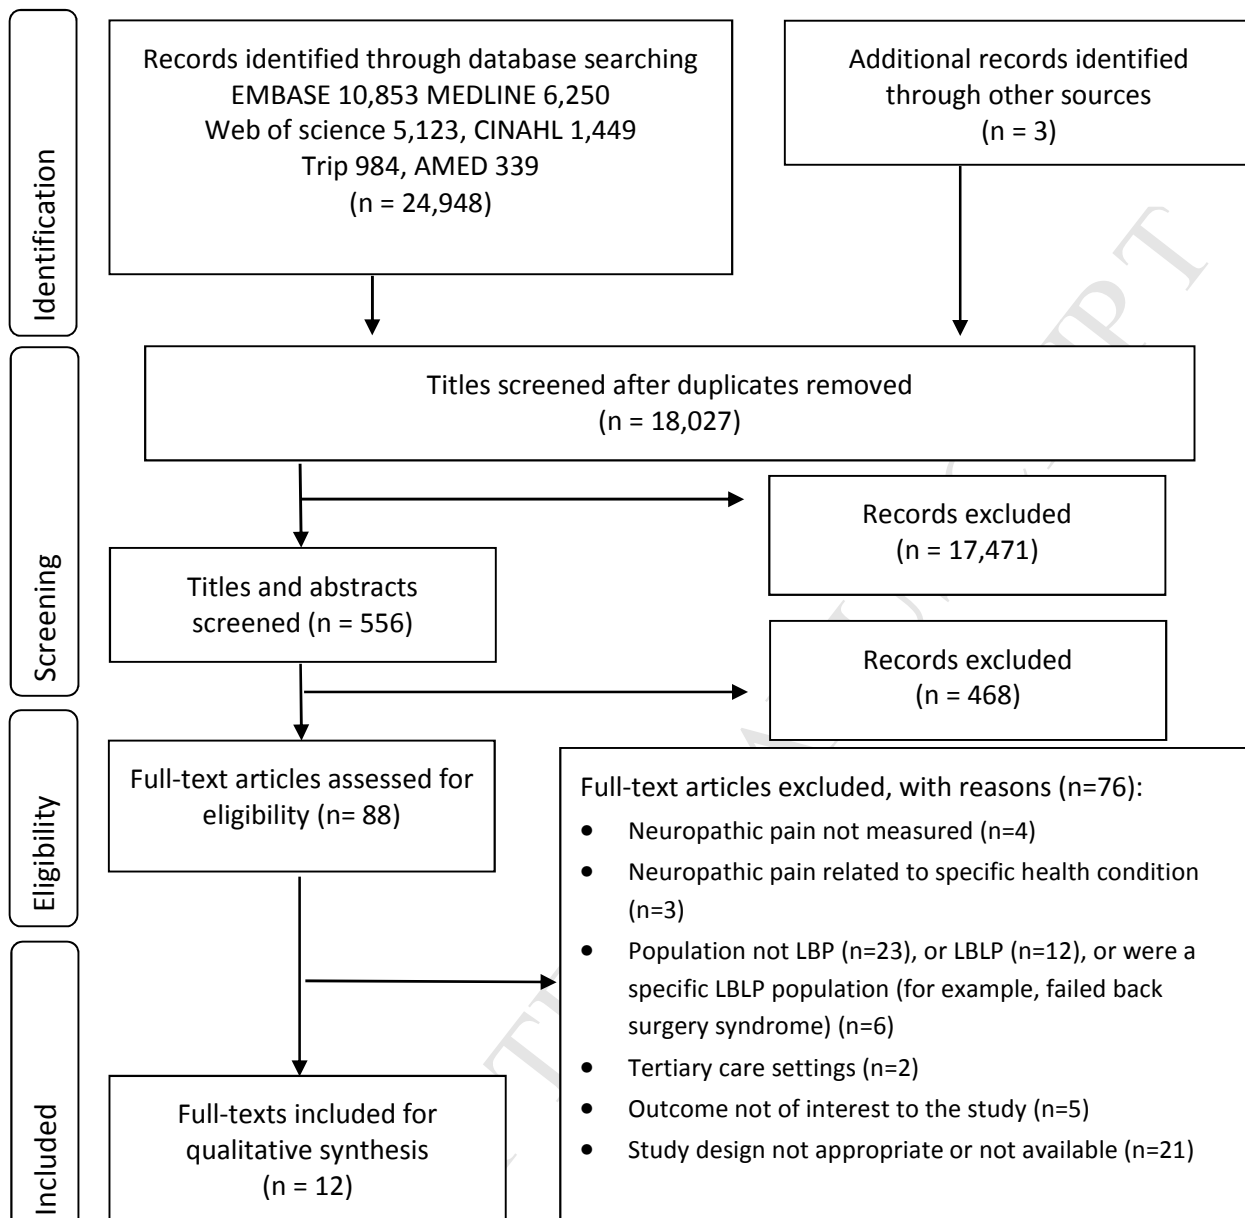 Identification
Records identified through database searching
EMBASE 10,853 MEDLINE 6,250
Web of science 5,123, CINAHL 1,449
Trip 984, AMED 339
(n = 24,948)
Additional records identified
through other sources
(n = 3)
Screening
Titles screened after duplicates removed
(n = 18,027)
Records excluded
(n = 17,471)
Titles and abstracts
screened (n = 556)
Records excluded
(n = 468)
Eligibility
Full-text articles assessed for
eligibility (n= 88)
Full-text articles excluded, with reasons (n=76):
• Neuropathic pain not measured (n=4)
• Neuropathic pain related to specific health condition
(n=3)
• Population not LBP (n=23), or LBLP (n=12), or were a
specific LBLP population (for example, failed back
surgery syndrome) (n=6)
• Tertiary care settings (n=2)
• Outcome not of interest to the study (n=5)
• Study design not appropriate or not available (n=21)
Included
Full-texts included for
qualitative synthesis
(n = 12)